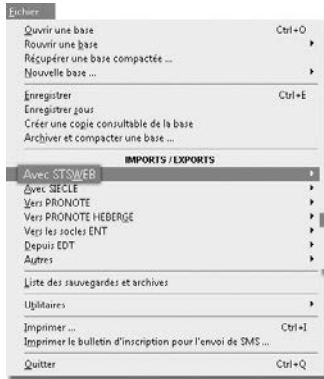 Fichier
Ouvrir une base Ctrl+O
Rouvrir une base
Récupérer une base compactée ...
Nouvelle base ...
Enregistrer Ctrl+E
Enregistrer sous
Créer une copie consultable de la base
Archiver et compacter une base ...
IMPORTS / EXPORTS
Avec STSWEB
Avec SIECLE
Vers PRONOTE
Vers PRONOTE HEBERGE
Vers les socles ENT
Depuis EDT
Autres
Liste des sauvegardes et archives
Utilitaires
Imprimer ... Ctrl+I
Imprimer le bulletin d'inscription pour l'envoi de SMS ...
Quitter Ctrl+Q